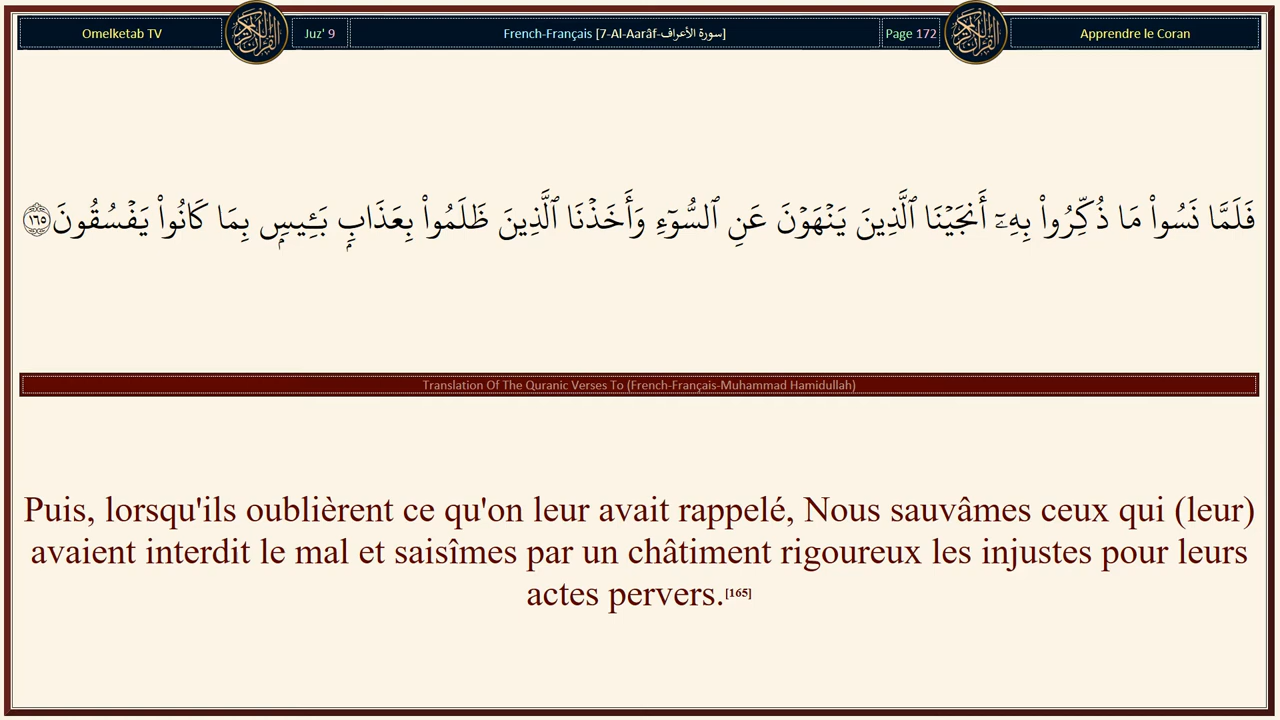 Omelketab TV
Juz' 9
French-Français [7-Al-Aarâf-سورة الأعراف]
Page 172
Apprendre le Coran
فَلَمَّا نَسُوا۟ مَا ذُكِّرُوا۟ بِهِۦٓ أَنجَيْنَا ٱلَّذِينَ يَنْهَوْنَ عَنِ ٱلسُّوٓءِ وَأَخَذْنَا ٱلَّذِينَ ظَلَمُوا۟ بِعَذَابٍۭ بَـِٔيسٍۭ بِمَا كَانُوا۟ يَفْسُقُونَ ١٦٥
Translation Of The Quranic Verses To (French-Français-Muhammad Hamidullah)
Puis, lorsqu'ils oublièrent ce qu'on leur avait rappelé, Nous sauvâmes ceux qui (leur)
avaient interdit le mal et saisîmes par un châtiment rigoureux les injustes pour leurs
actes pervers.[165]